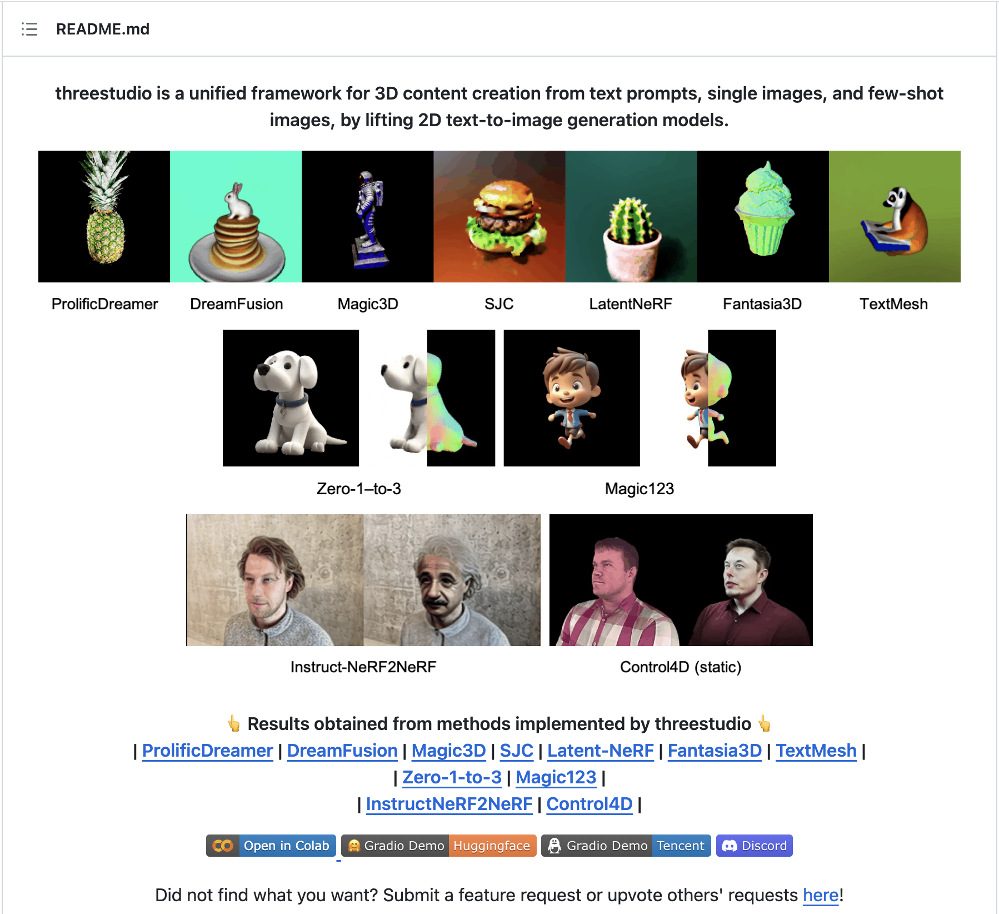 README.md
threestudio is a unified framework for 3D content creation from text prompts, single images, and few-shot
images, by lifting 2D text-to-image generation models.
ProlificDreamer DreamFusion Magic3D SJC LatentNeRF Fantasia3D TextMesh
Zero-1–to-3 Magic123
Instruct-NeRF2NeRF Control4D (static)
👆 Results obtained from methods implemented by threestudio 👆
| ProlificDreamer | DreamFusion | Magic3D | SJC | Latent-NeRF | Fantasia3D | TextMesh |
| Zero-1-to-3 | Magic123 |
| InstructNeRF2NeRF | Control4D |
Open in Colab 🤗 Gradio Demo Huggingface Gradio Demo Tencent Discord
Did not find what you want? Submit a feature request or upvote others' requests here!